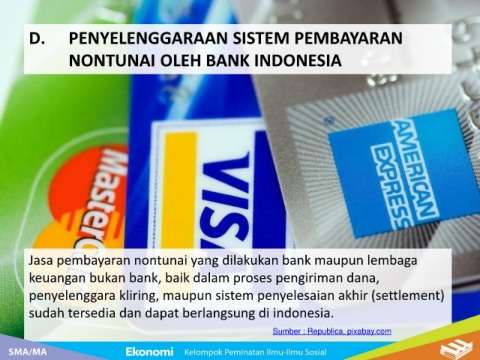 D. PENYELENGGARAAN SISTEM PEMBAYARAN
NONTUNAI OLEH BANK INDONESIA
MasterCard
VISA
AMERICAN
EXPRESS
Jasa pembayaran nontunai yang dilakukan bank maupun lembaga
keuangan bukan bank, baik dalam proses pengiriman dana,
penyelenggara kliring, maupun sistem penyelesaian akhir (settlement)
sudah tersedia dan dapat berlangsung di indonesia.
Sumber : Republica, pixabay.com
SMA/MA Ekonomi Kelompok Peminatan Ilmu-Ilmu Sosial